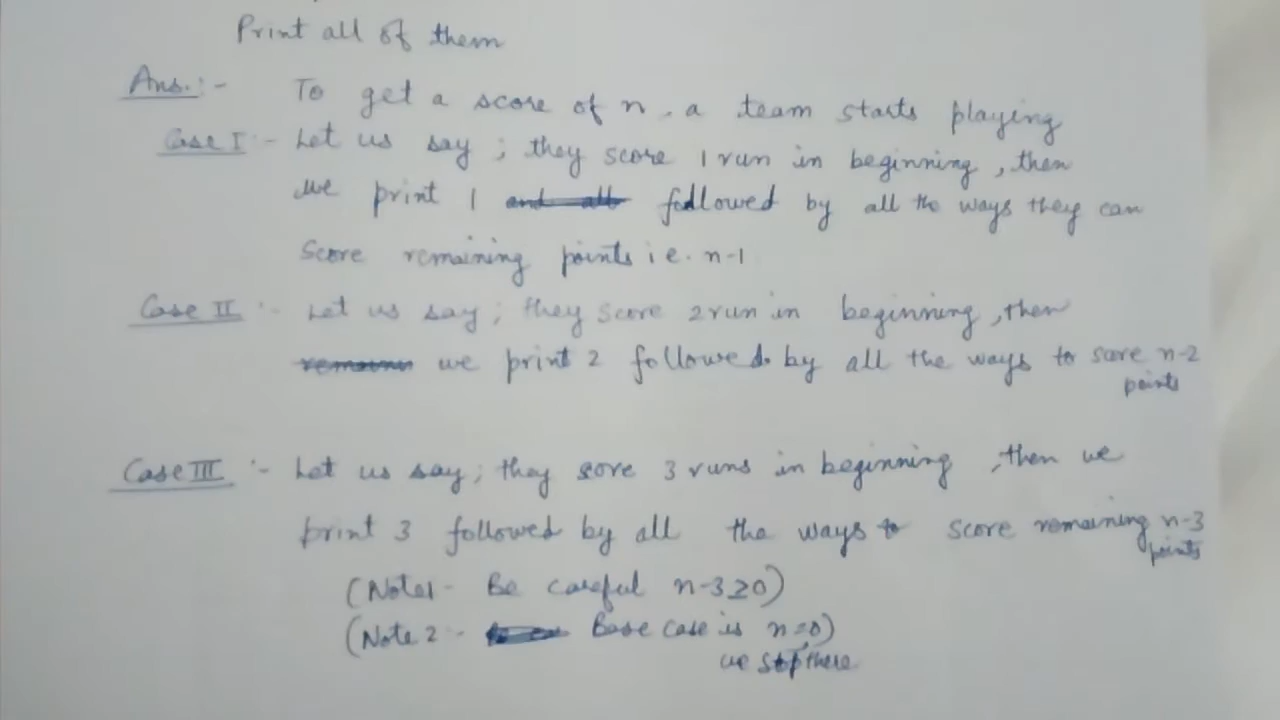 Print all of them
Ans.:- To get a score of n, a team starts playing
Case I :- Let us say ; they score 1 run in beginning , then
we print 1 and all followed by all the ways they can
score remaining points i.e. n-1
Case II :- Let us say ; they score 2 run in beginning , then
we print 2 followed by all the ways to sore n-2
points
Case III :- Let us say ; they sore 3 runs in beginning , then we
print 3 followed by all the ways to score remaining n-3
points
(Note1- Be careful n-3≥0)
(Note 2 :- Base case is n=0)
we stop there